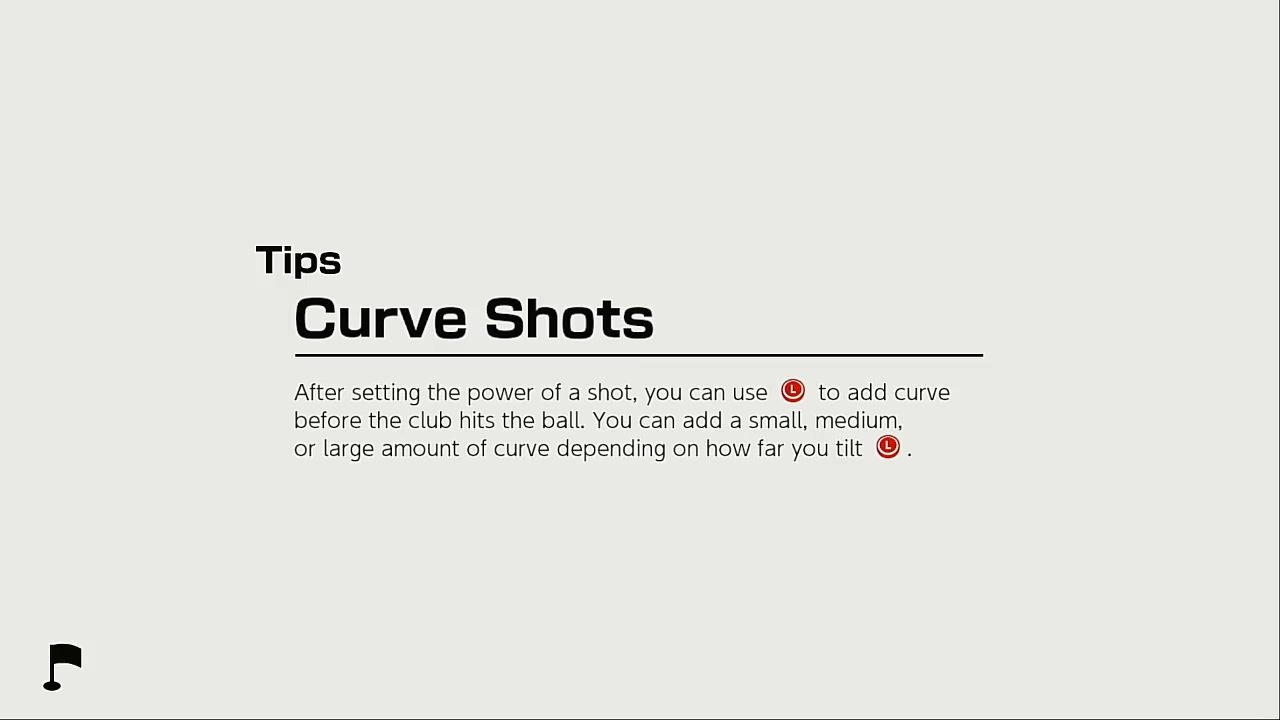 Tips
Curve Shots
After setting the power of a shot, you can use L to add curve
before the club hits the ball. You can add a small, medium,
or large amount of curve depending on how far you tilt L.